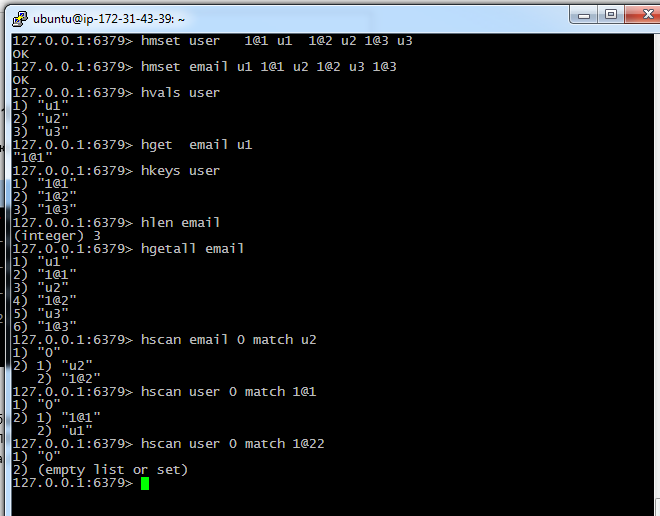 ubuntu@ip-172-31-43-39: ~
127.0.0.1:6379> hmset user   1@1 u1  1@2 u2 1@3 u3
OK
127.0.0.1:6379> hmset email u1 1@1 u2 1@2 u3 1@3
OK
127.0.0.1:6379> hvals user
1) "u1"
2) "u2"
3) "u3"
127.0.0.1:6379> hget  email u1
"1@1"
127.0.0.1:6379> hkeys user
1) "1@1"
2) "1@2"
3) "1@3"
127.0.0.1:6379> hlen email
(integer) 3
127.0.0.1:6379> hgetall email
1) "u1"
2) "1@1"
3) "u2"
4) "1@2"
5) "u3"
6) "1@3"
127.0.0.1:6379> hscan email 0 match u2
1) "0"
2) 1) "u2"
   2) "1@2"
127.0.0.1:6379> hscan user 0 match 1@1
1) "0"
2) 1) "1@1"
   2) "u1"
127.0.0.1:6379> hscan user 0 match 1@22
1) "0"
2) (empty list or set)
127.0.0.1:6379>